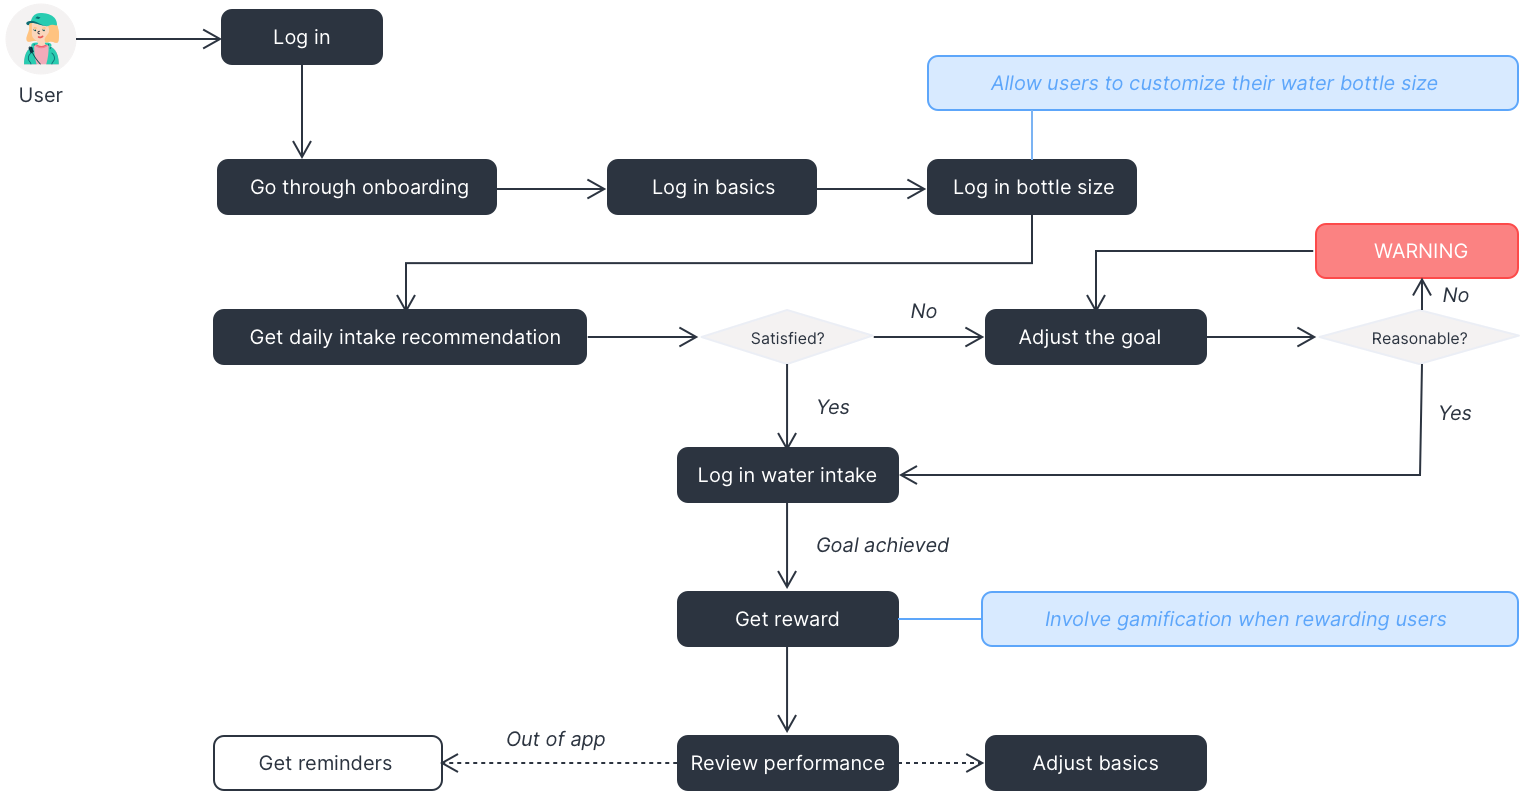 Log in
User
Allow users to customize their water bottle size
Go through onboarding
Log in basics
Log in bottle size
WARNING
No
No
Get daily intake recommendation
Satisfied?
Adjust the goal
Reasonable?
Yes
Yes
Log in water intake
Goal achieved
Get reward
Involve gamification when rewarding users
Out of app
Get reminders
Review performance
Adjust basics